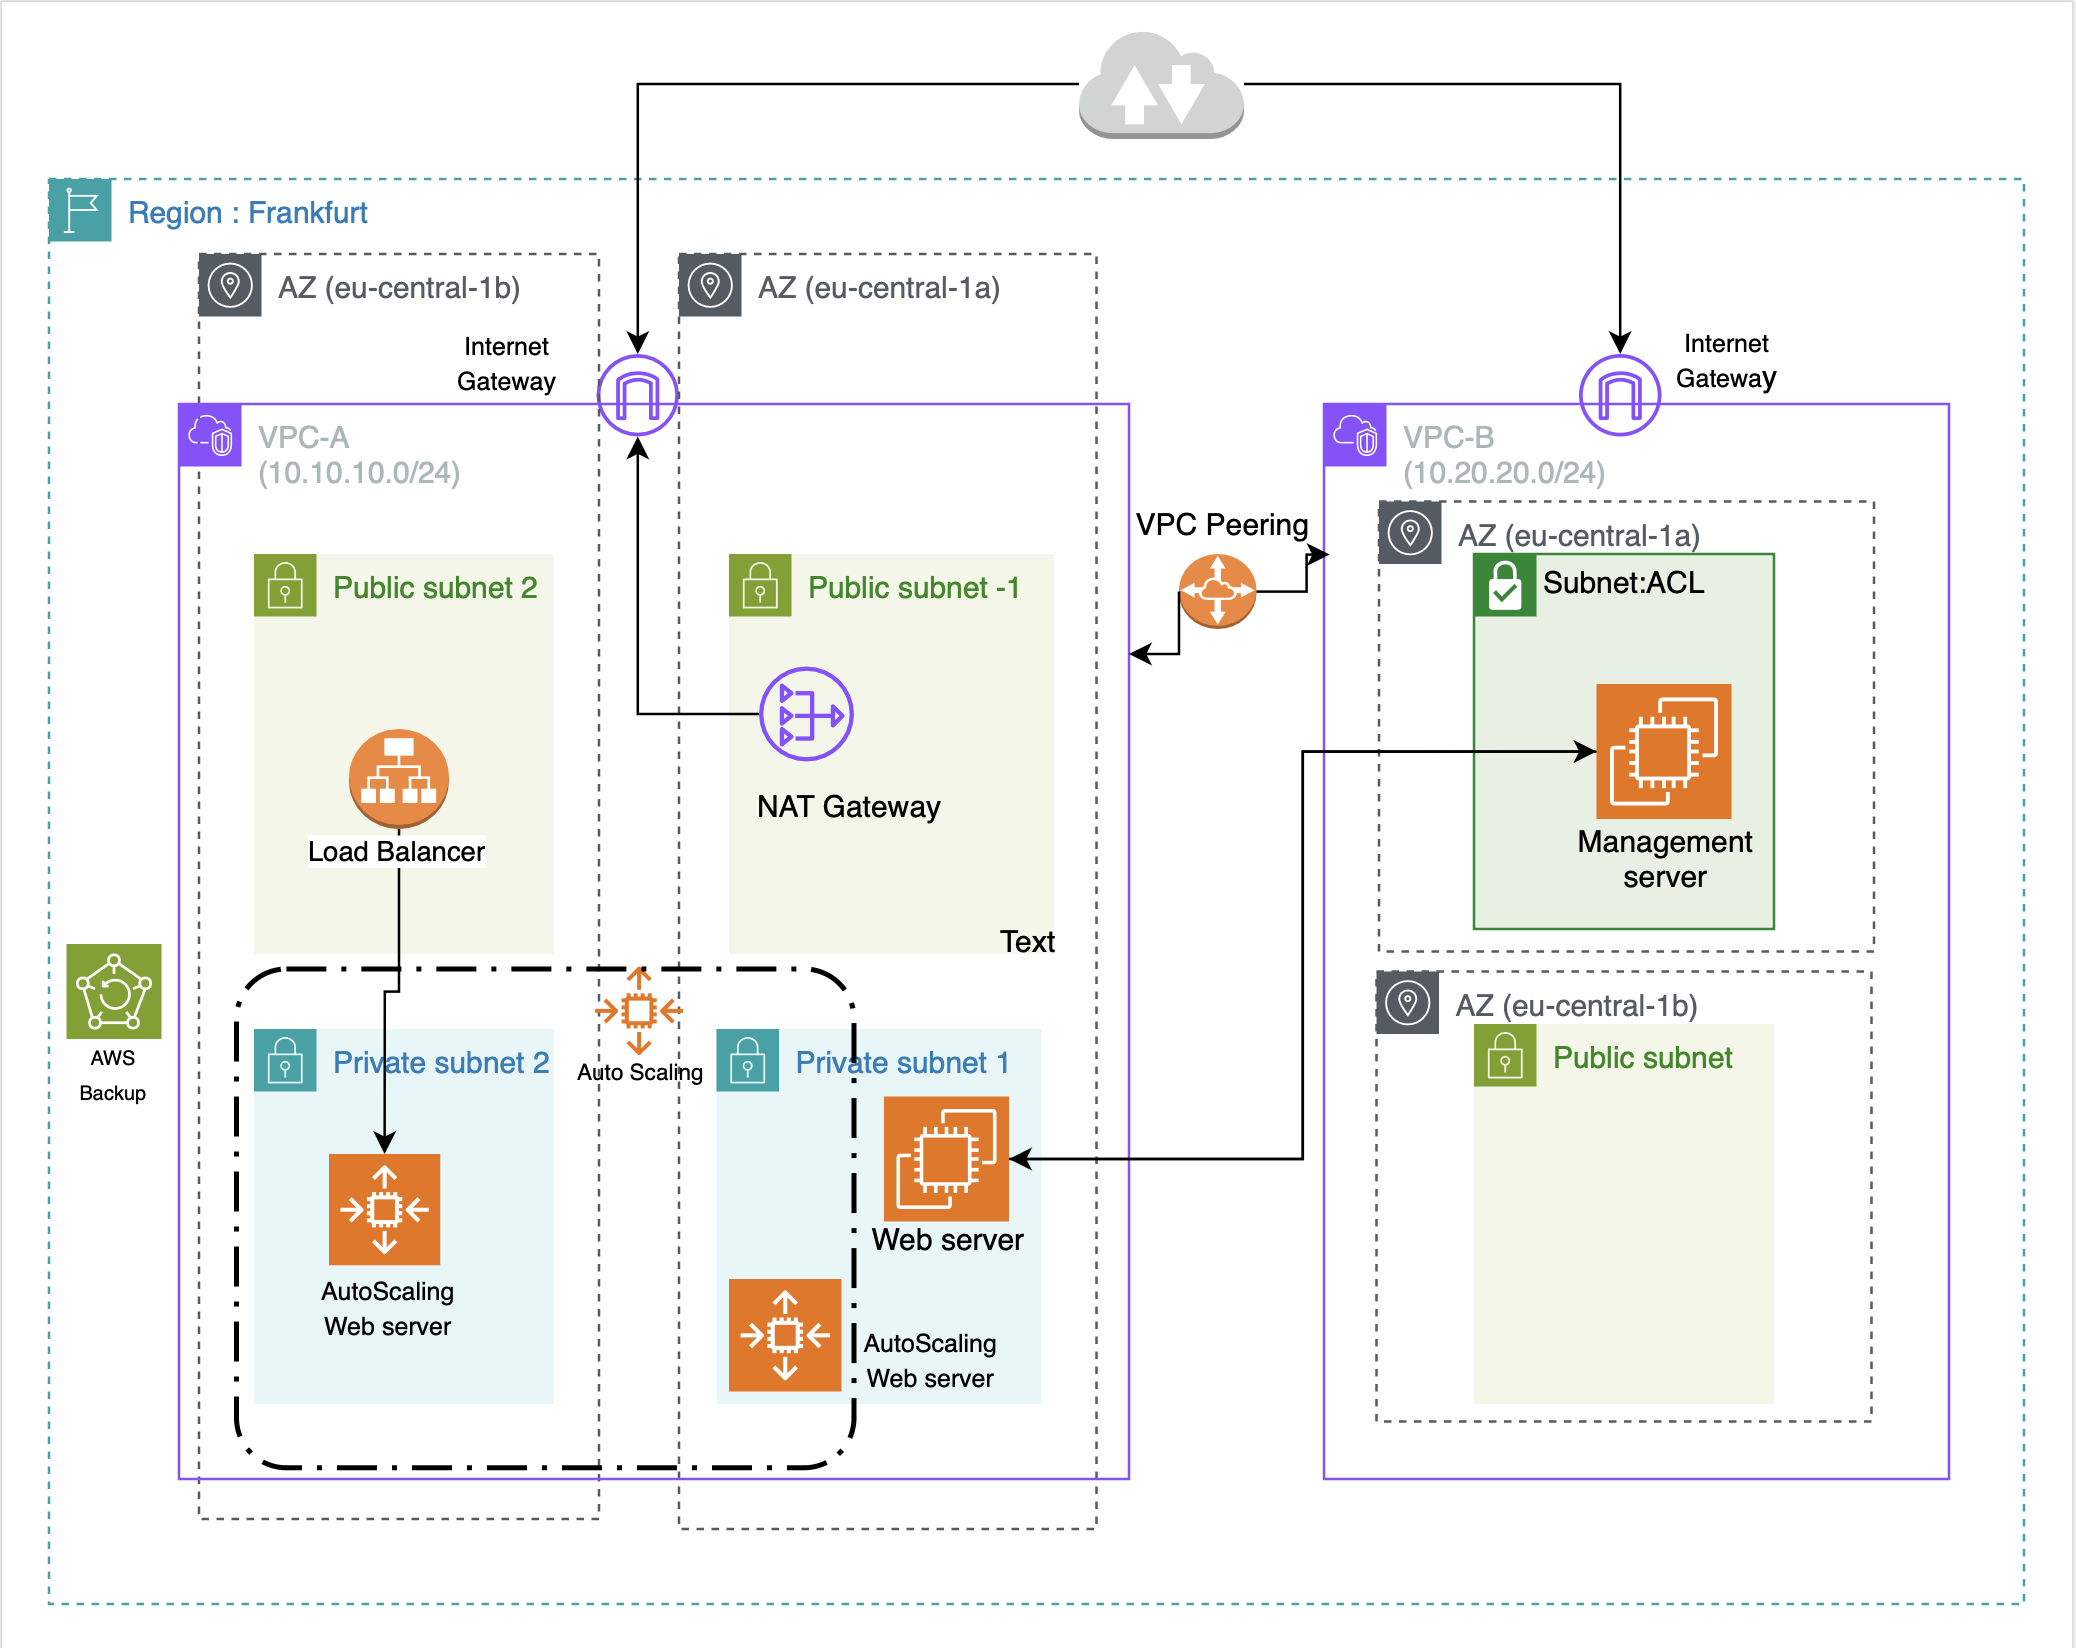 Region : Frankfurt
AZ (eu-central-1b)
AZ (eu-central-1a)
Internet
Gateway
Internet
Gateway
VPC-A
(10.10.10.0/24)
VPC-B
(10.20.20.0/24)
VPC Peering
AZ (eu-central-1a)
Subnet:ACL
Public subnet 2
Public subnet -1
NAT Gateway
Load Balancer
Management
server
Text
AWS
Backup
Private subnet 2
Auto Scaling
Private subnet 1
AZ (eu-central-1b)
Public subnet
Web server
AutoScaling
Web server
AutoScaling
Web server